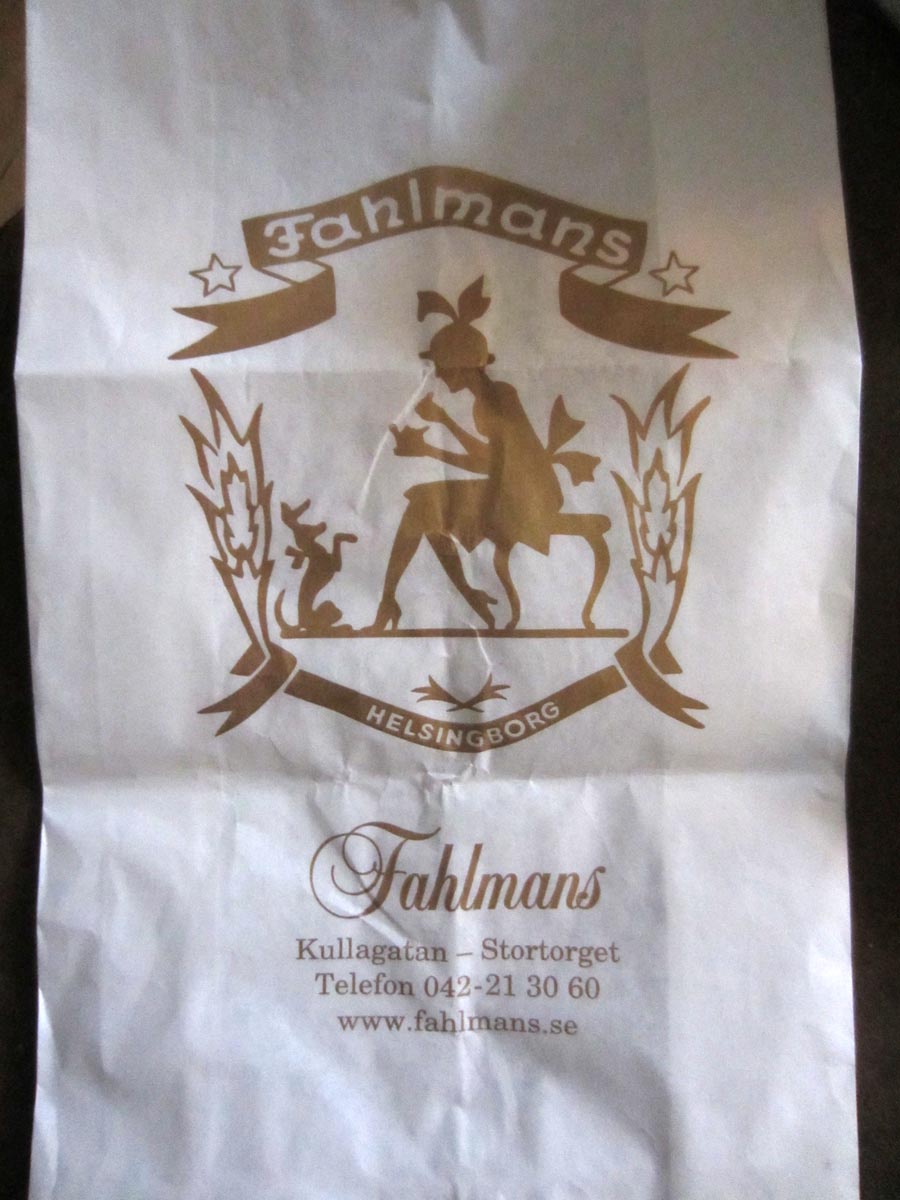 Fahlmans
HELSINGBORG
Fahlmans
Kullagatan – Stortorget
Telefon 042-21 30 60
www.fahlmans.se